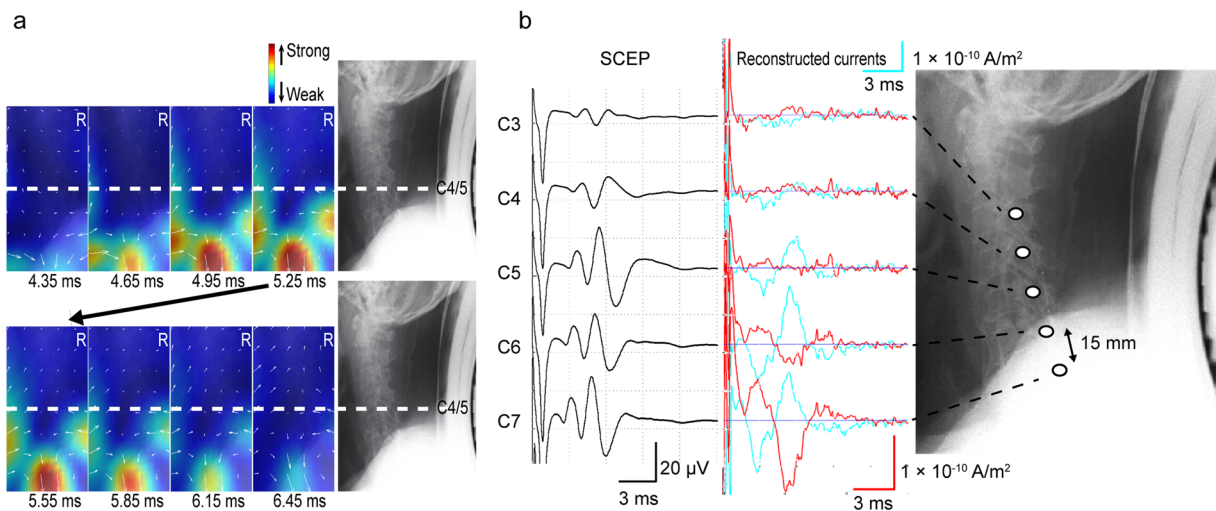 a
Strong
Weak
R R R R
C4/5
4.35 ms 4.65 ms 4.95 ms 5.25 ms
R R R R
C4/5
5.55 ms 5.85 ms 6.15 ms 6.45 ms
b
SCEP
Reconstructed currents
1 × 10⁻¹⁰ A/m²
3 ms
C3
C4
C5
C6
C7
15 mm
20 μV
3 ms
1 × 10⁻¹⁰ A/m²
3 ms